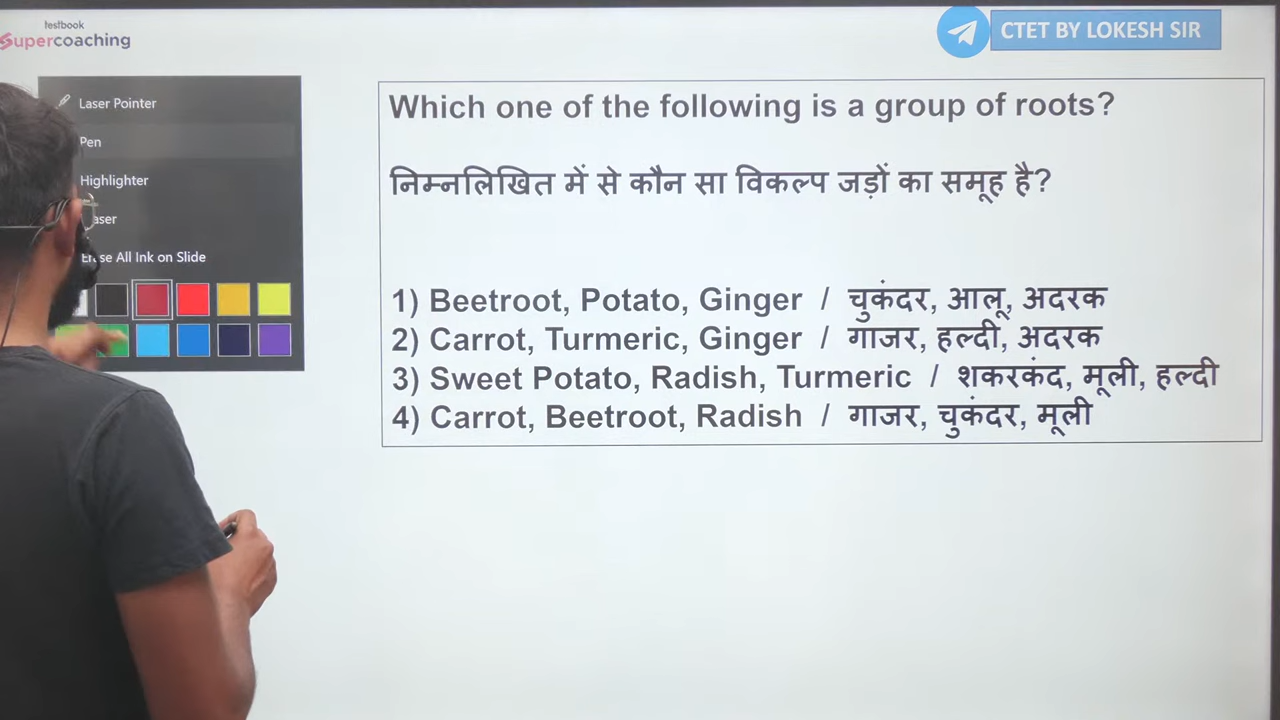 testbook
Supercoaching
CTET BY LOKESH SIR
Laser Pointer
Pen
Highlighter
Erase All Ink on Slide
Which one of the following is a group of roots?
निम्नलिखित में से कौन सा विकल्प जड़ों का समूह है?
1) Beetroot, Potato, Ginger / चुकंदर, आलू, अदरक
2) Carrot, Turmeric, Ginger / गाजर, हल्दी, अदरक
3) Sweet Potato, Radish, Turmeric / शकरकंद, मूली, हल्दी
4) Carrot, Beetroot, Radish / गाजर, चुकंदर, मूली